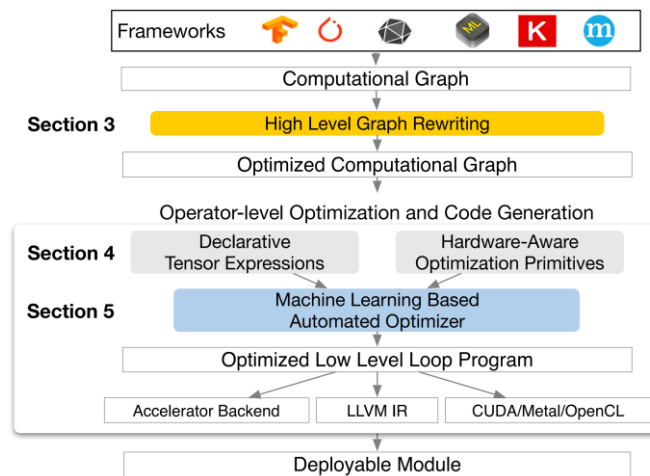 Frameworks
ML
K
m
Computational Graph
Section 3
High Level Graph Rewriting
Optimized Computational Graph
Operator-level Optimization and Code Generation
Section 4
Declarative
Tensor Expressions
Hardware-Aware
Optimization Primitives
Section 5
Machine Learning Based
Automated Optimizer
Optimized Low Level Loop Program
Accelerator Backend
LLVM IR
CUDA/Metal/OpenCL
Deployable Module